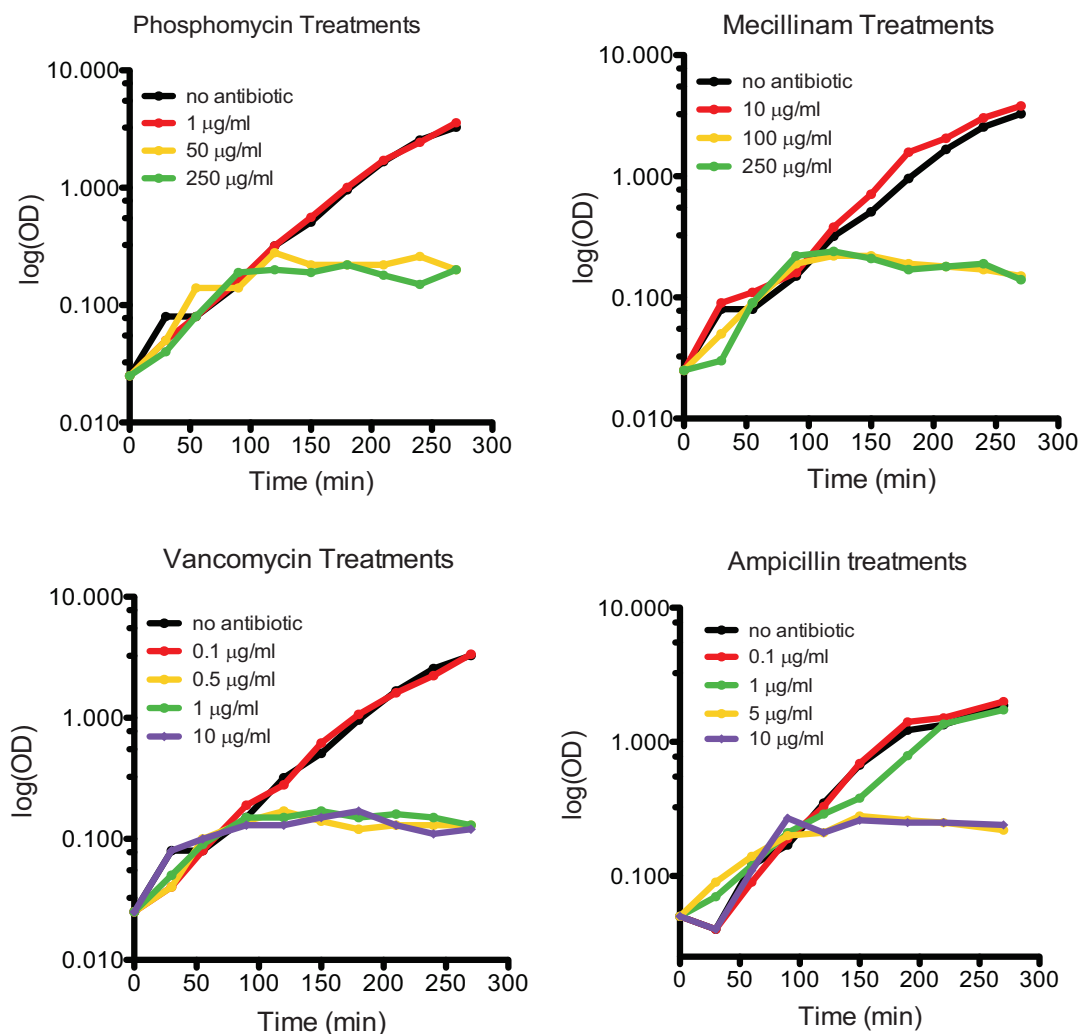 Phosphomycin Treatments
10.000
1.000
0.100
0.010
log(OD)
no antibiotic
1 μg/ml
50 μg/ml
250 μg/ml
0 50 100 150 200 250 300
Time (min)
Mecillinam Treatments
10.000
1.000
0.100
0.010
log(OD)
no antibiotic
10 μg/ml
100 μg/ml
250 μg/ml
0 50 100 150 200 250 300
Time (min)
Vancomycin Treatments
10.000
1.000
0.100
0.010
log(OD)
no antibiotic
0.1 μg/ml
0.5 μg/ml
1 μg/ml
10 μg/ml
0 50 100 150 200 250 300
Time (min)
Ampicillin treatments
10.000
1.000
0.100
log(OD)
no antibiotic
0.1 μg/ml
1 μg/ml
5 μg/ml
10 μg/ml
0 50 100 150 200 250 300
Time (min)